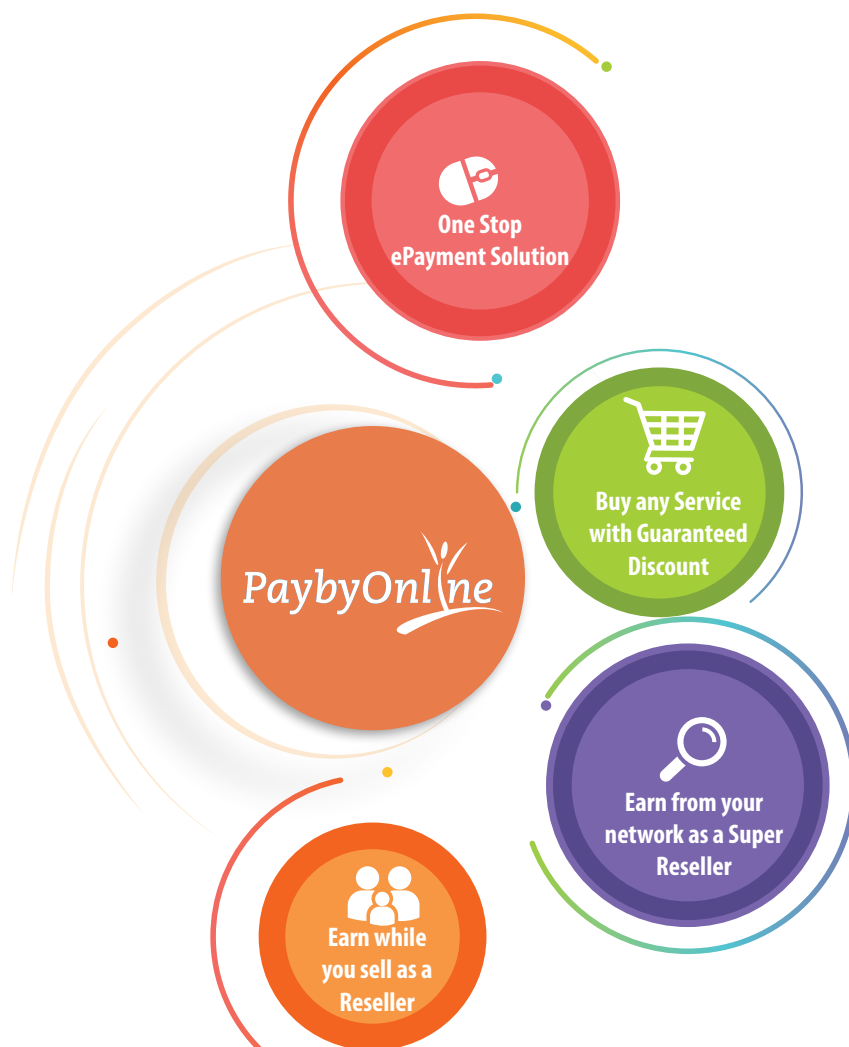 One Stop
ePayment Solution
Buy any Service
with Guaranteed
Discount
PaybyOnline
Earn from your
network as a Super
Reseller
Earn while
you sell as a
Reseller